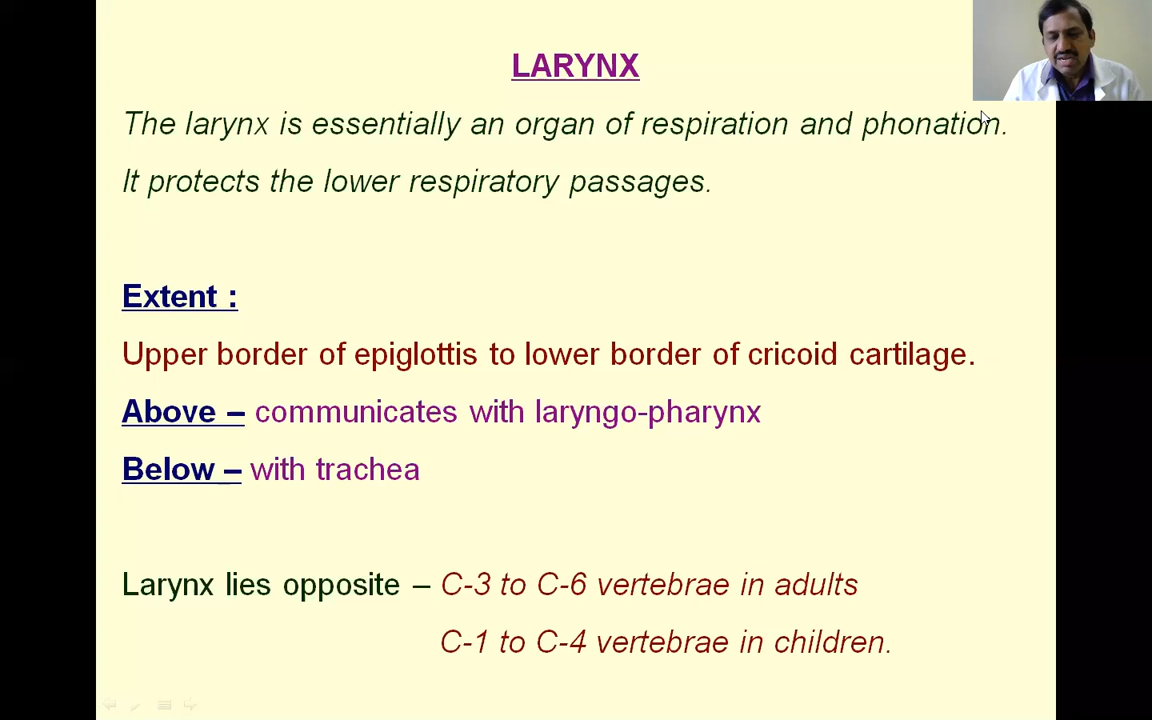 LARYNX
The larynx is essentially an organ of respiration and phonation.
It protects the lower respiratory passages.
Extent :
Upper border of epiglottis to lower border of cricoid cartilage.
Above – communicates with laryngo-pharynx
Below – with trachea
Larynx lies opposite – C-3 to C-6 vertebrae in adults
C-1 to C-4 vertebrae in children.